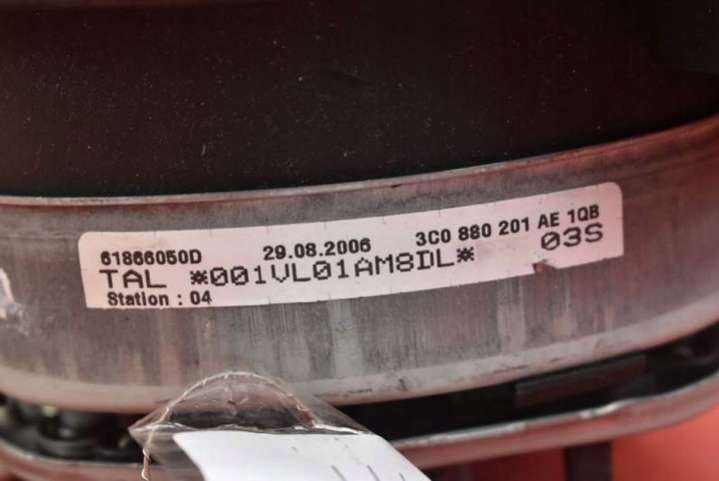 61866050D 29.08.2006 3C0 880 201 AE 1QB
TAL *001VL01AM8DL* 03S
Station : 04